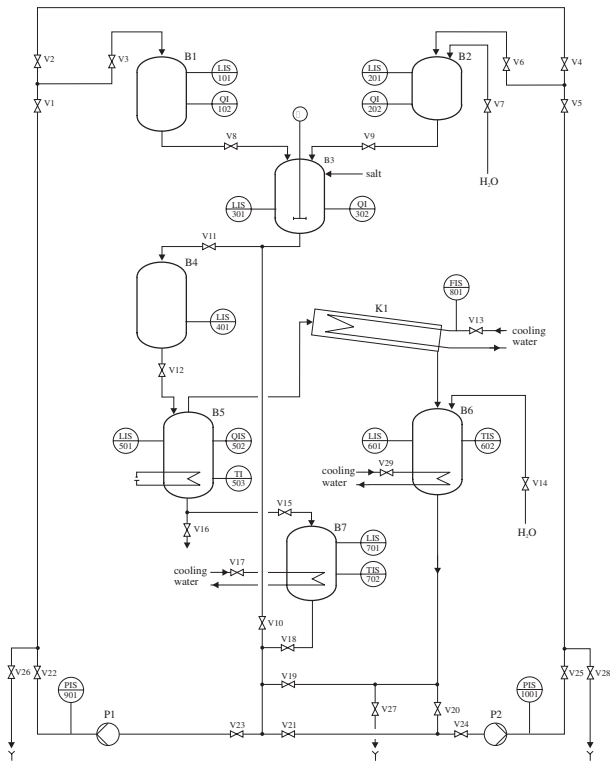 B1
B2
V2
V3
LIS
101
LIS
201
V6
V4
V1
QI
102
QI
202
V7
V5
V8
V9
B3
salt
H₂O
LIS
301
QI
302
V11
B4
FIS
801
K1
LIS
401
V13
cooling
water
V12
B5
B6
LIS
501
QIS
502
LIS
601
TIS
602
TI
503
cooling
water
V29
V14
V15
V16
B7
H₂O
LIS
701
cooling
water
V17
TIS
702
V10
V18
V26
V22
V19
V25
V28
PIS
901
PIS
1001
V27
V20
P1
P2
V23
V21
V24